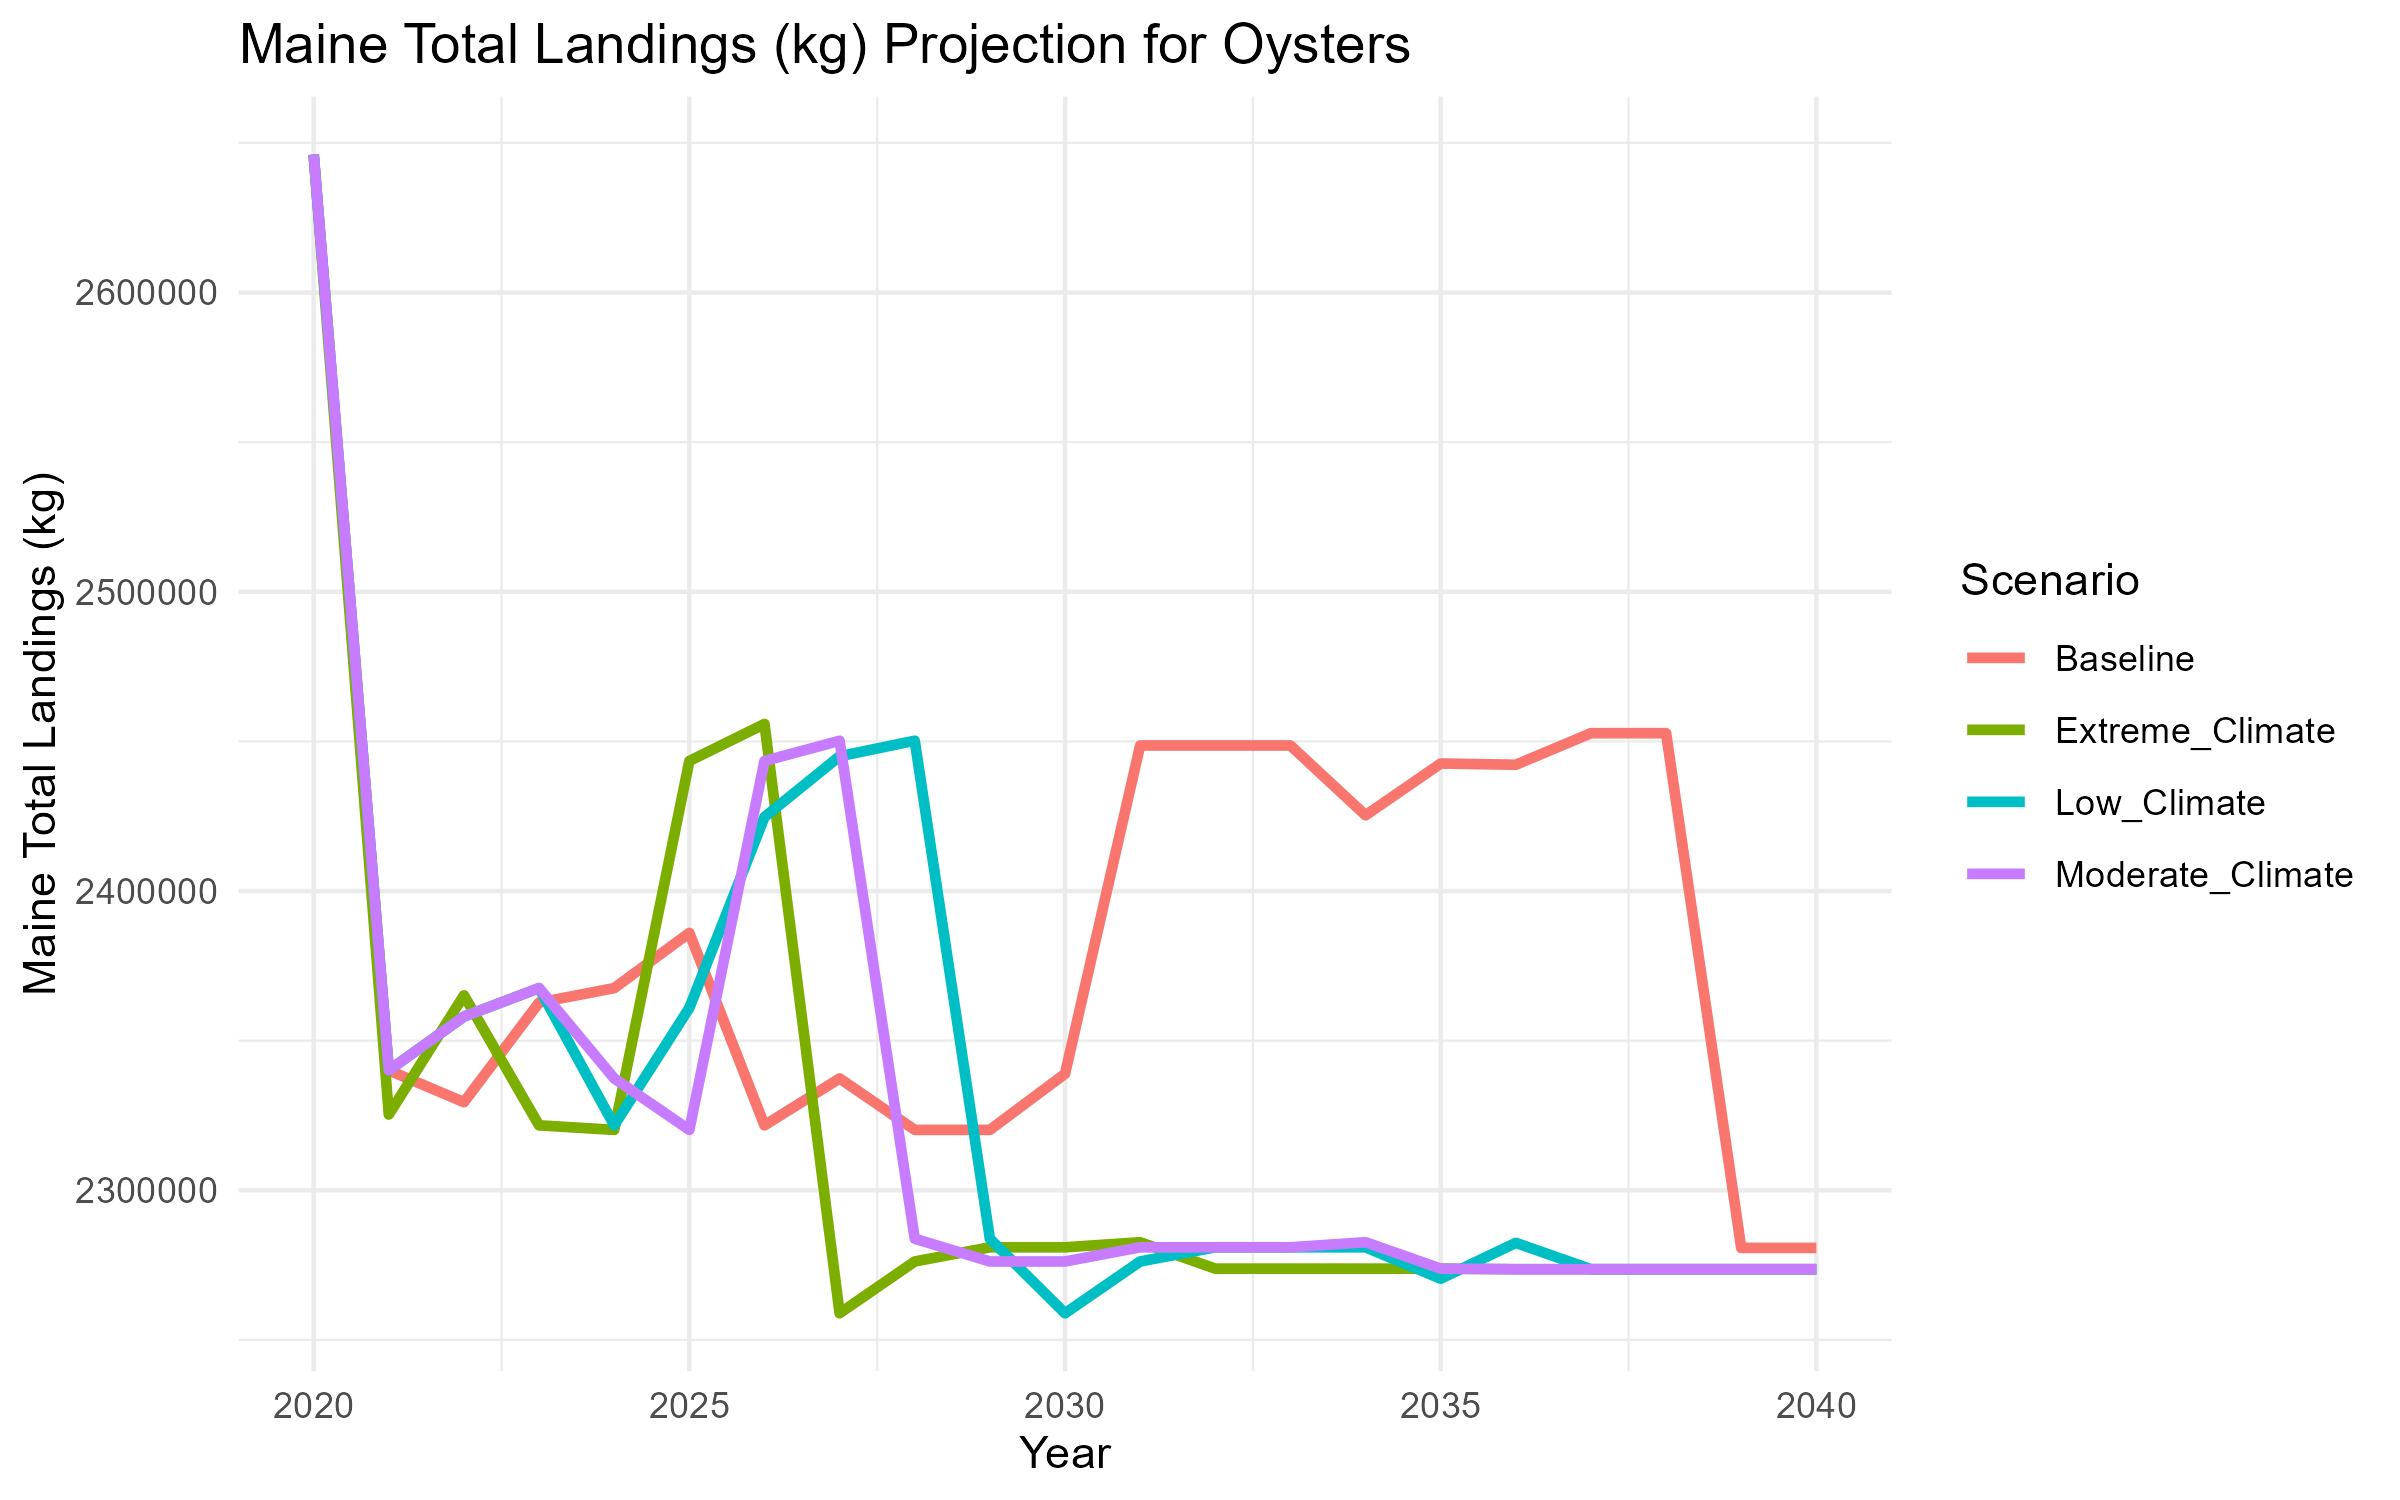 Maine Total Landings (kg) Projection for Oysters
Maine Total Landings (kg)
2600000
2500000
2400000
2300000
2020
2025
2030
2035
2040
Year
Scenario
Baseline
Extreme_Climate
Low_Climate
Moderate_Climate